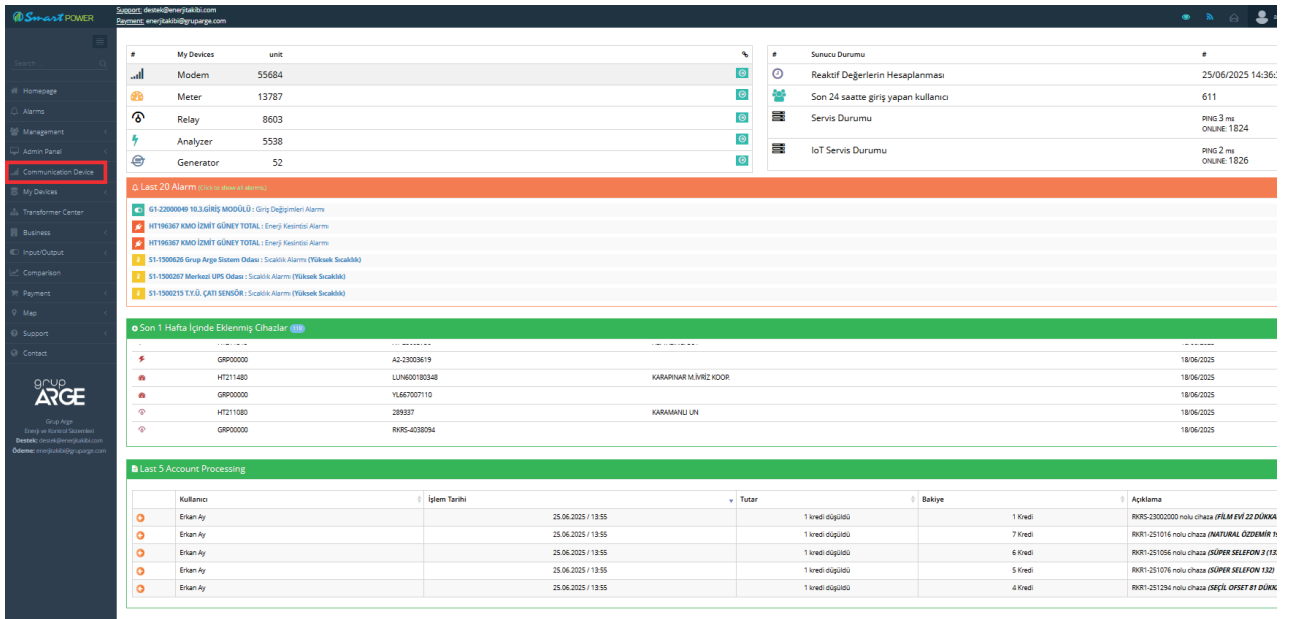 Smart POWER
Support: destek@enerjitakibi.com
Payment: enerjitakibi@gruparge.com
Search ...
Homepage
Alarms
Management
Admin Panel
Communication Device
My Devices
Transformer Center
Business
Input/Output
Comparison
Payment
Map
Support
Contact
grup
ARGE
Grup Arge
Enerji ve Kontrol Sistemleri
Destek: destek@enerjitakibi.com
Ödeme: enerjitakibi@gruparge.com
# My Devices unit
Modem 55684
Meter 13787
Relay 8603
Analyzer 5538
Generator 52
# Sunucu Durumu #
Reaktif Değerlerin Hesaplanması 25/06/2025 14:36:
Son 24 saatte giriş yapan kullanıcı 611
Servis Durumu PING 3 ms
ONLINE: 1824
IoT Servis Durumu PING 2 ms
ONLINE: 1826
Last 20 Alarm (Click to show all alarms.)
G1-22000049 10.3.GİRİŞ MODÜLÜ : Giriş Değişimleri Alarmı
HT196367 KMO İZMİT GÜNEY TOTAL : Enerji Kesintisi Alarmı
HT196367 KMO İZMİT GÜNEY TOTAL : Enerji Kesintisi Alarmı
S1-1500626 Grup Arge Sistem Odası : Sıcaklık Alarmı (Yüksek Sıcaklık)
S1-1500267 Merkezi UPS Odası : Sıcaklık Alarmı (Yüksek Sıcaklık)
S1-1500215 T.Y.Ü. ÇATI SENSÖR : Sıcaklık Alarmı (Yüksek Sıcaklık)
Son 1 Hafta İçinde Eklenmiş Cihazlar 119
GRP00000 A2-23003619 18/06/2025
HT211480 LUN600180348 KARAPINAR M.İVRİZ KOOP. 18/06/2025
GRP00000 YL667007110 18/06/2025
HT211080 289337 KARAMANLI UN 18/06/2025
GRP00000 RKRS-4038094 18/06/2025
Last 5 Account Processing
Kullanıcı İşlem Tarihi Tutar Bakiye Açıklama
Erkan Ay 25.06.2025 / 13:55 1 kredi düşüldü 1 Kredi RKRS-23002000 nolu cihaza (FİLM EVİ 22 DÜKKA
Erkan Ay 25.06.2025 / 13:55 1 kredi düşüldü 7 Kredi RKR1-251016 nolu cihaza (NATURAL ÖZDEMİR 
Erkan Ay 25.06.2025 / 13:55 1 kredi düşüldü 6 Kredi RKR1-251056 nolu cihaza (SÜPER SELEFON 3 (13
Erkan Ay 25.06.2025 / 13:55 1 kredi düşüldü 5 Kredi RKR1-251076 nolu cihaza (SÜPER SELEFON 132)
Erkan Ay 25.06.2025 / 13:55 1 kredi düşüldü 4 Kredi RKR1-251294 nolu cihaza (SEÇİL OFSET 81 DÜKK